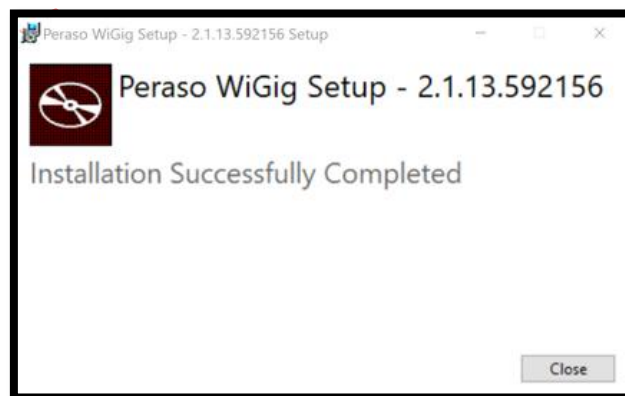 Peraso WiGig Setup - 2.1.13.592156 Setup
Peraso WiGig Setup - 2.1.13.592156
Installation Successfully Completed
Close